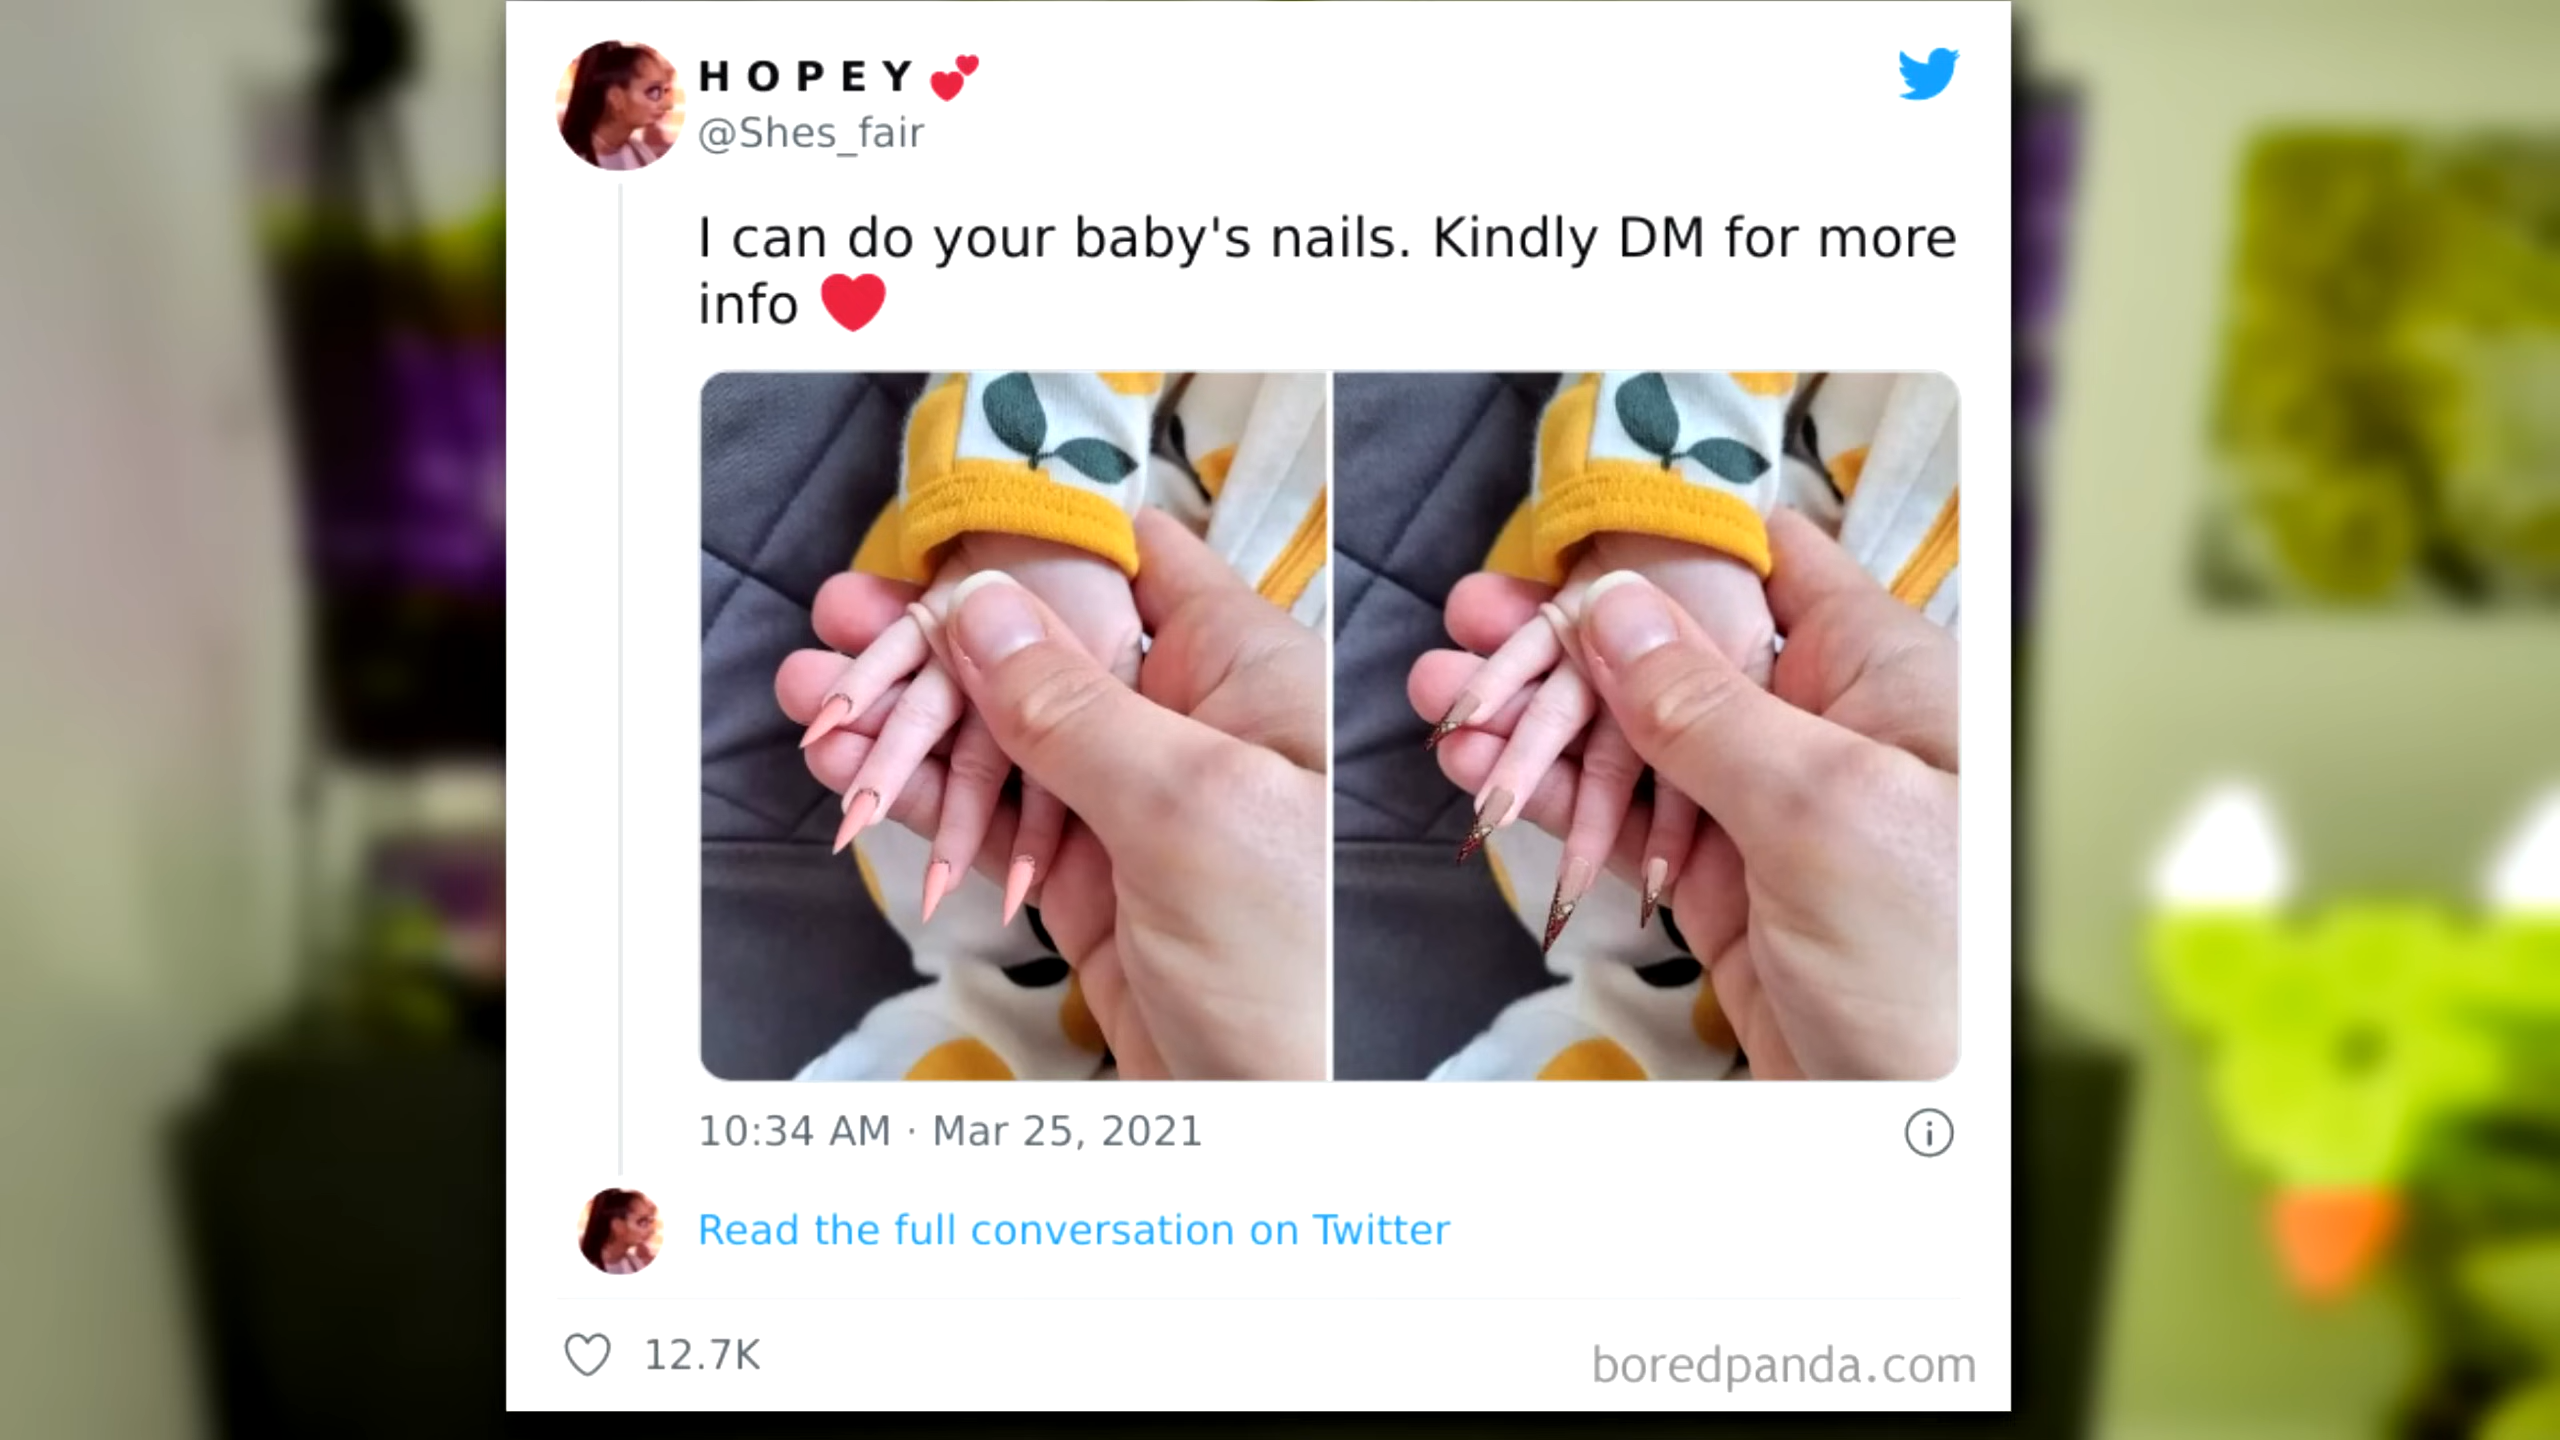 HOPEY 💕
@Shes_fair
I can do your baby's nails. Kindly DM for more
info ❤️
10:34 AM · Mar 25, 2021
Read the full conversation on Twitter
12.7K
boredpanda.com